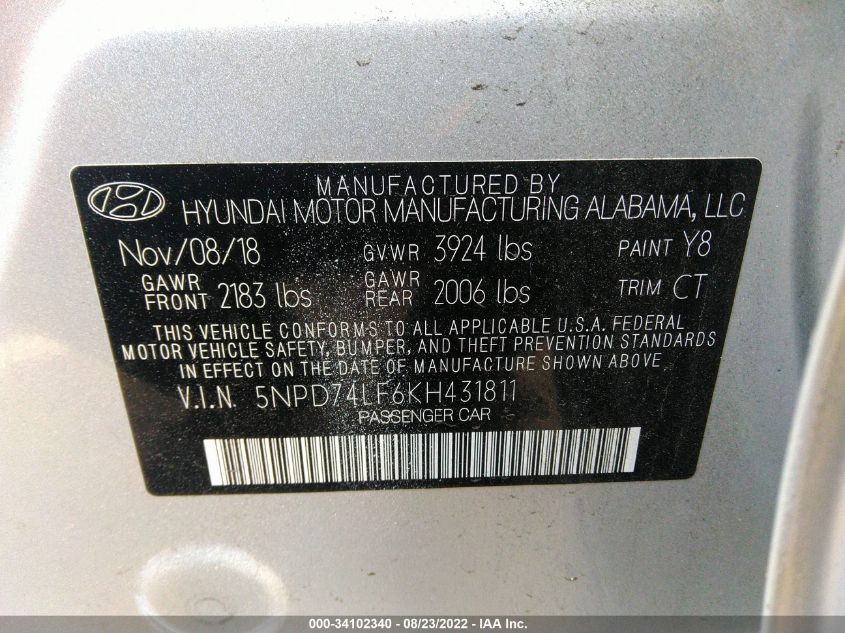 MANUFACTURED BY
HYUNDAI MOTOR MANUFACTURING ALABAMA, LLC
Nov/08/18 GVWR 3924 lbs PAINT Y8
GAWR FRONT 2183 lbs GAWR REAR 2006 lbs TRIM CT
THIS VEHICLE CONFORMS TO ALL APPLICABLE U.S.A. FEDERAL
MOTOR VEHICLE SAFETY, BUMPER, AND THEFT PREVENTION STANDARDS
IN EFFECT ON THE DATE OF MANUFACTURE SHOWN ABOVE
V.I.N. 5NPD74LF6KH431811
PASSENGER CAR
000-34102340 - 08/23/2022 - IAA Inc.